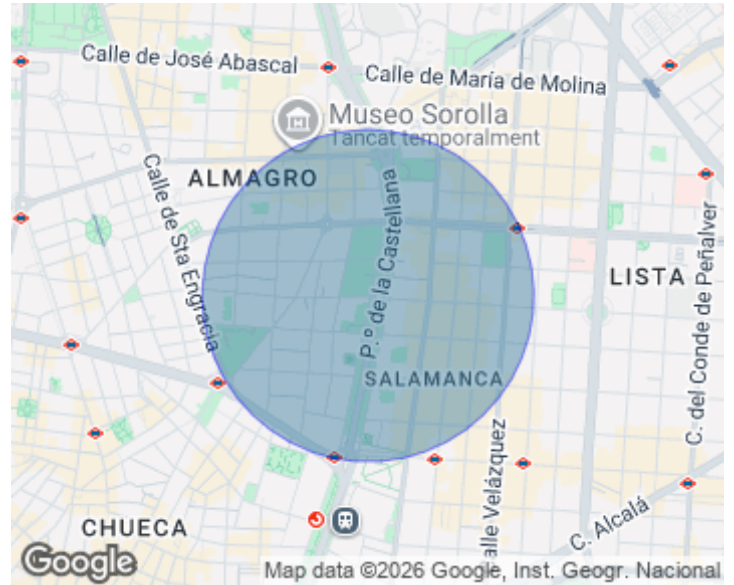 Calle de José Abascal
Calle de María de Molina
Museo Sorolla
Tancat temporalment
ALMAGRO
Calle de Sta Engracia
P.º de la Castellana
LISTA
C. del Conde de Peñalver
SALAMANCA
alle Velázquez
C. Alcalá
CHUECA
Google
Map data ©2026 Google, Inst. Geogr. Nacional